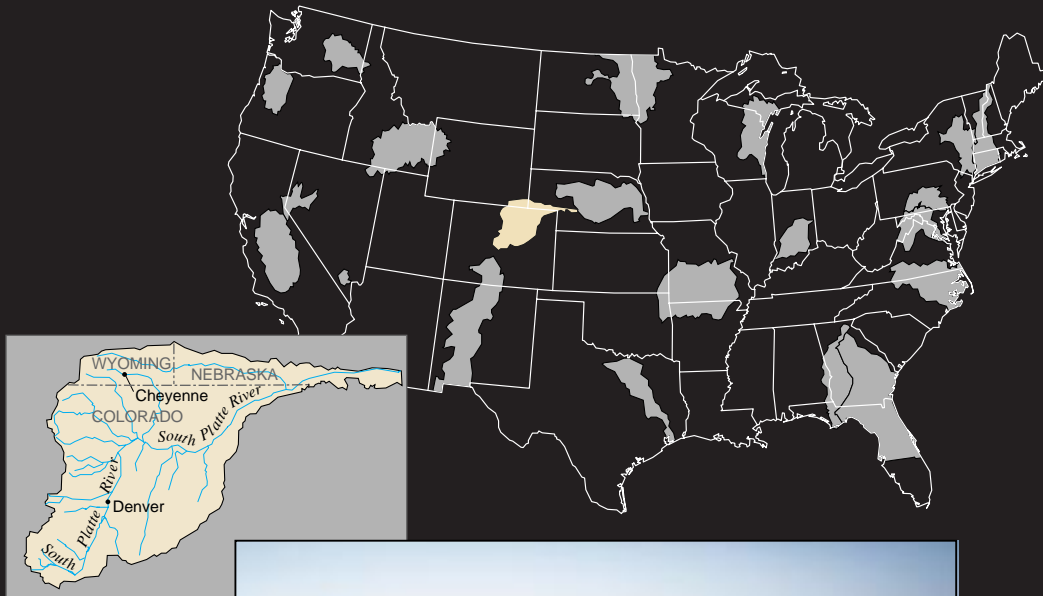 WYOMING
NEBRASKA
Cheyenne
COLORADO
South Platte River
South Platte River
Denver